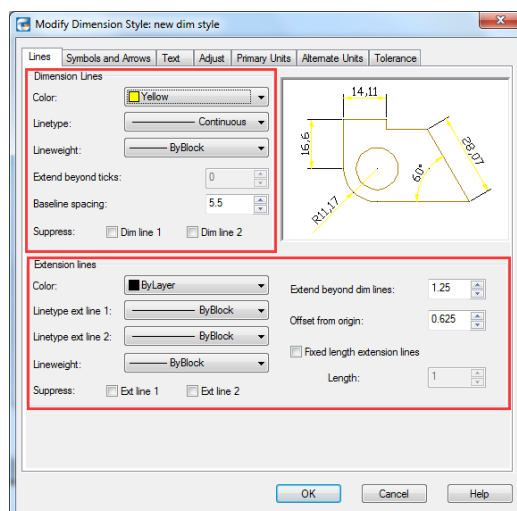 Modify Dimension Style: new dim style
Lines Symbols and Arrows Text Adjust Primary Units Alternate Units Tolerance
Dimension Lines
Color: Yellow
Linetype: Continuous
Lineweight: ByBlock
Extend beyond ticks: 0
Baseline spacing: 5.5
Suppress: Dim line 1 Dim line 2
14,11
16,6
28,07
60°
R11,17
Extension lines
Color: ByLayer
Linetype ext line 1: ByBlock
Linetype ext line 2: ByBlock
Lineweight: ByBlock
Suppress: Ext line 1 Ext line 2
Extend beyond dim lines: 1.25
Offset from origin: 0.625
Fixed length extension lines
Length: 1
OK Cancel Help